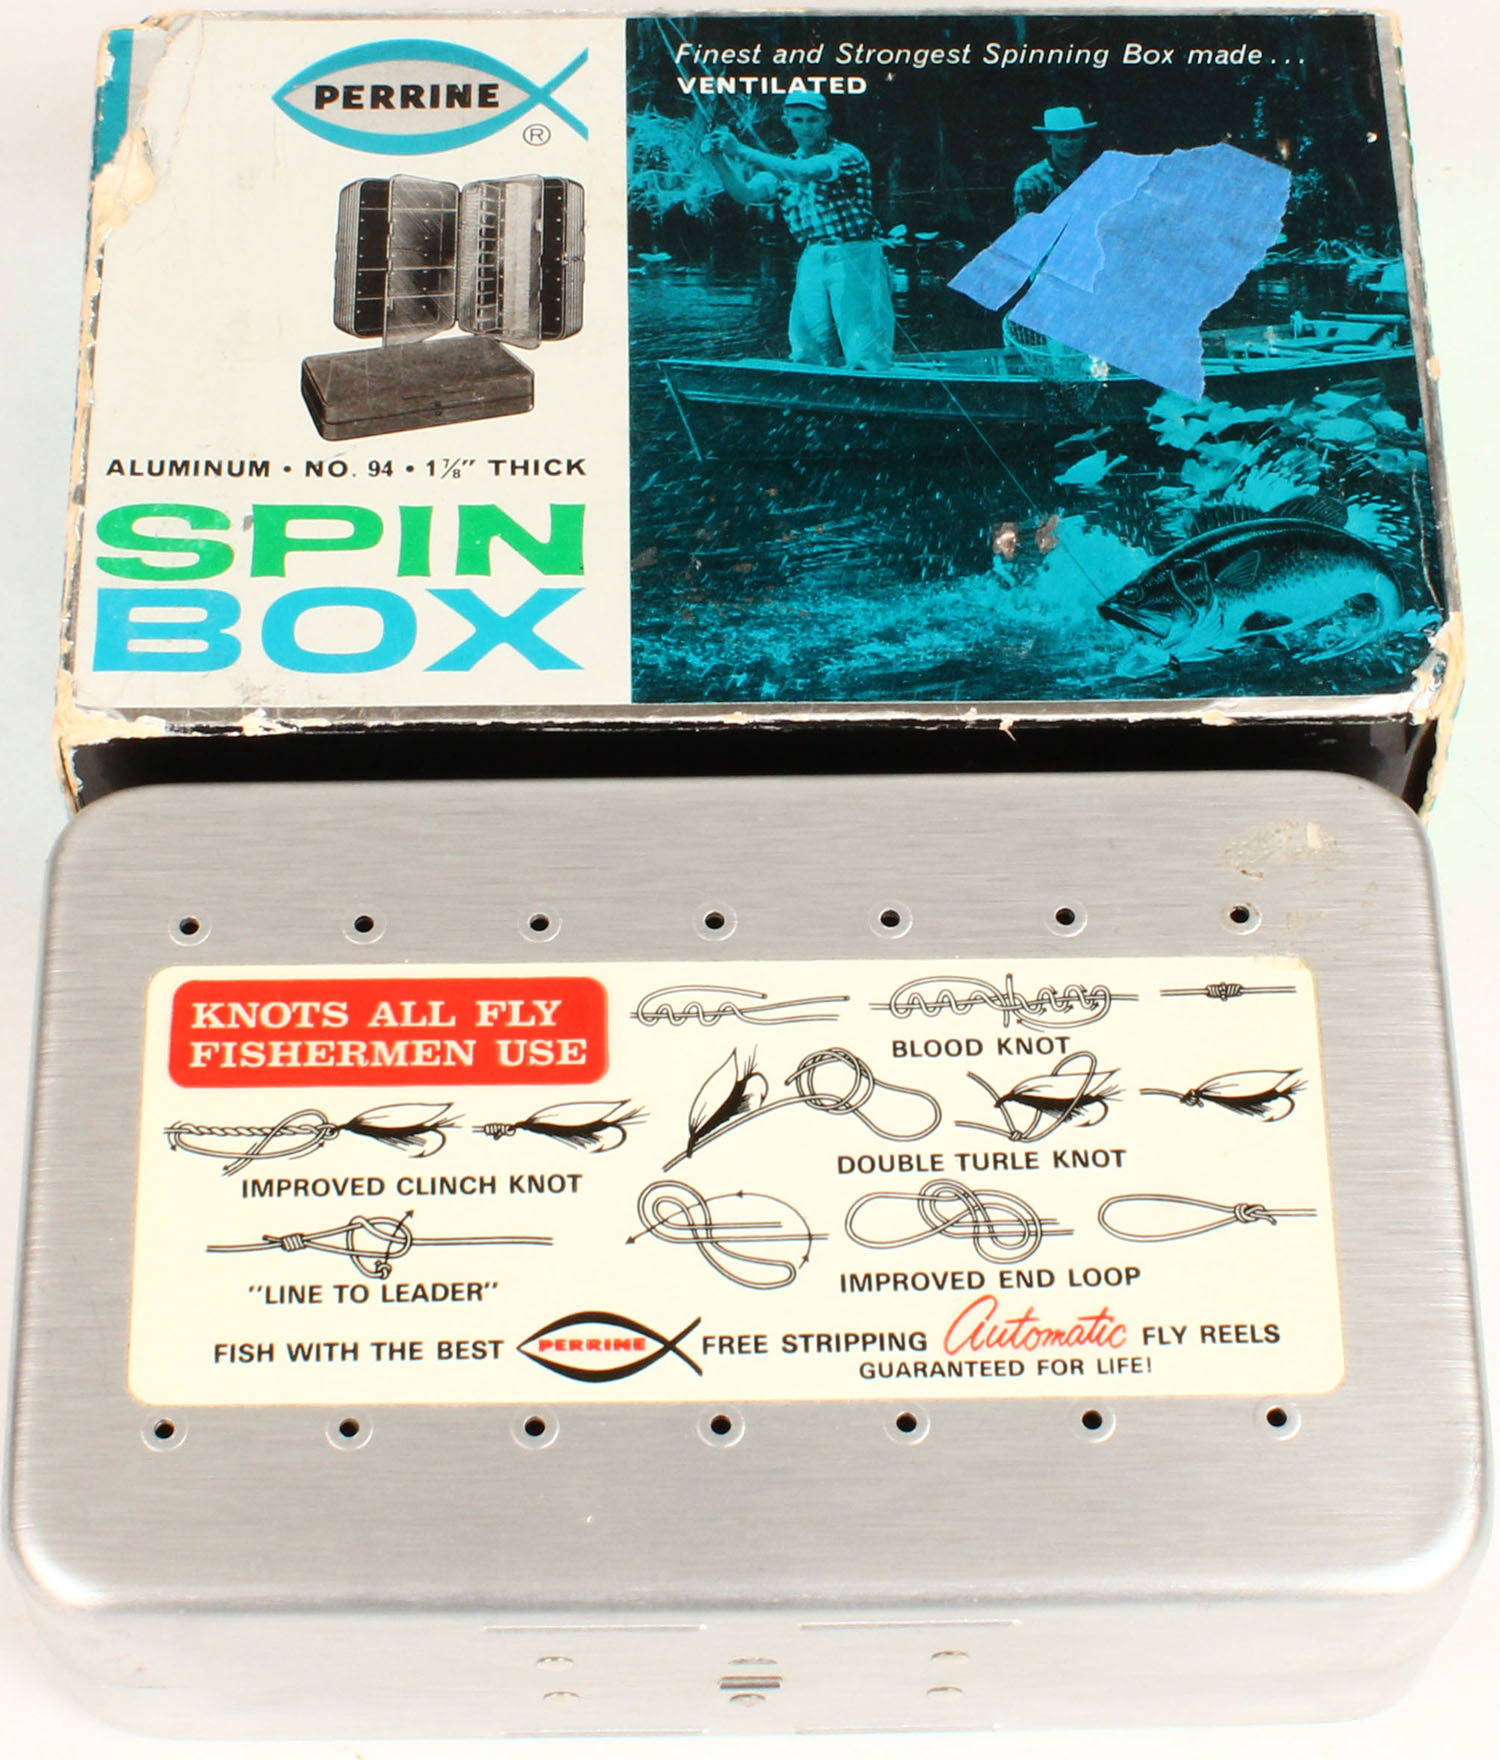 PERRINE
®
ALUMINUM • NO. 94 • 1 7/8" THICK
SPIN
BOX
Finest and Strongest Spinning Box made...
VENTILATED
KNOTS ALL FLY
FISHERMEN USE
BLOOD KNOT
IMPROVED CLINCH KNOT
DOUBLE TURLE KNOT
"LINE TO LEADER"
IMPROVED END LOOP
FISH WITH THE BEST PERRINE FREE STRIPPING Automatic FLY REELS
GUARANTEED FOR LIFE!